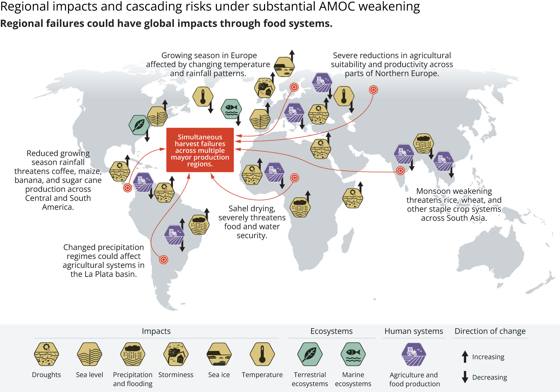 Regional impacts and cascading risks under substantial AMOC weakening
Regional failures could have global impacts through food systems.
Growing season in Europe
affected by changing temperature
and rainfall patterns.
Severe reductions in agricultural
suitability and productivity across
parts of Northern Europe.
Simultaneous
harvest failures
across multiple
mayor production
regions.
Reduced growing
season rainfall
threatens coffee, maize,
banana, and sugar cane
production across
Central and South
America.
Monsoon weakening
threatens rice, wheat, and
other staple crop systems
across South Asia.
Sahel drying,
severely threatens
food and water
security.
Changed precipitation
regimes could affect
agricultural systems in
the La Plata basin.
Impacts
Ecosystems
Human systems
Direction of change
Droughts
Sea level
Precipitation
and flooding
Storminess
Sea ice
Temperature
Terrestrial
ecosystems
Marine
ecosystems
Agriculture and
food production
Increasing
Decreasing